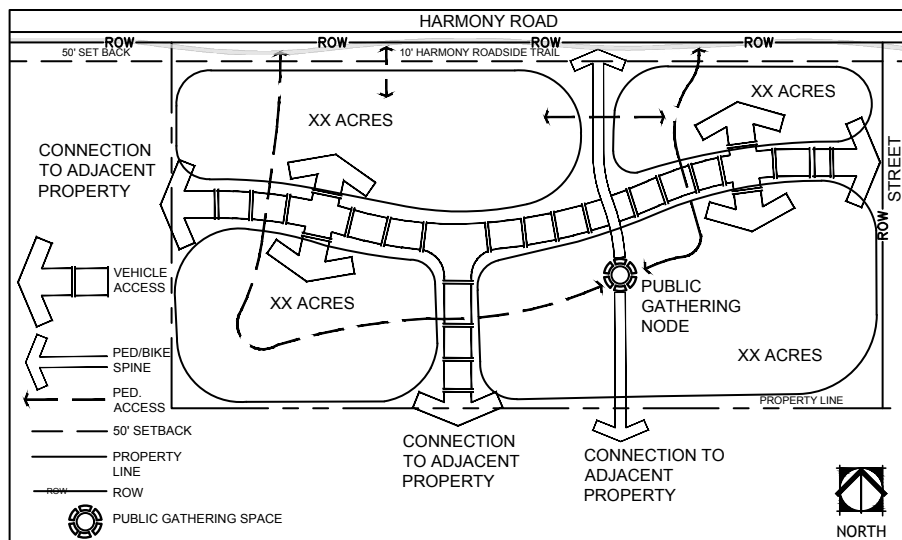 HARMONY ROAD
ROW ROW ROW ROW
50' SET BACK
10' HARMONY ROADSIDE TRAIL
XX ACRES
XX ACRES
CONNECTION
TO ADJACENT
PROPERTY
STREET
ROW
VEHICLE
ACCESS
XX ACRES
PUBLIC
GATHERING
NODE
XX ACRES
PED/BIKE
SPINE
PED.
ACCESS
PROPERTY LINE
50' SETBACK
CONNECTION
TO ADJACENT
PROPERTY
CONNECTION TO
ADJACENT
PROPERTY
PROPERTY
LINE
ROW ROW
PUBLIC GATHERING SPACE
NORTH